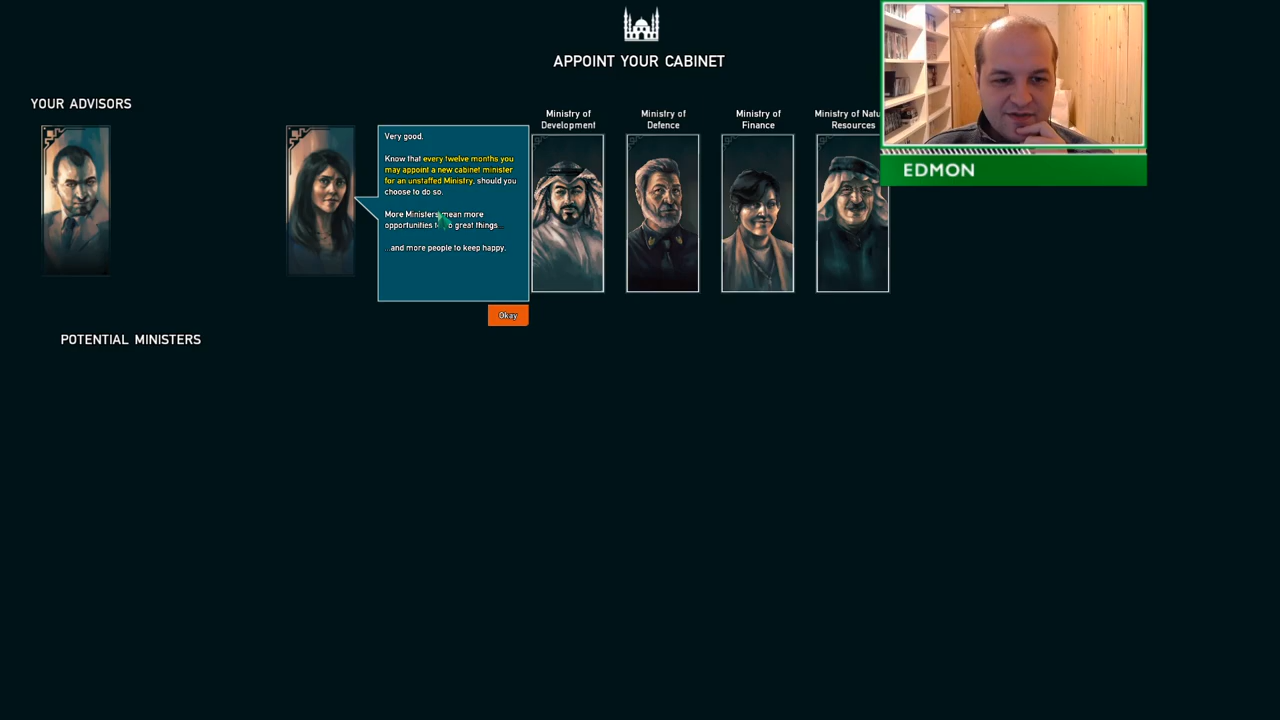 APPOINT YOUR CABINET
YOUR ADVISORS
Very good.
Know that every twelve months you
may appoint a new cabinet minister
for an unstaffed Ministry, should you
choose to do so.
More Ministers mean more
opportunities great things...
...and more people to keep happy.
Okay
Ministry of
Development
Ministry of
Defence
Ministry of
Finance
Ministry of
Resources
EDMON
POTENTIAL MINISTERS